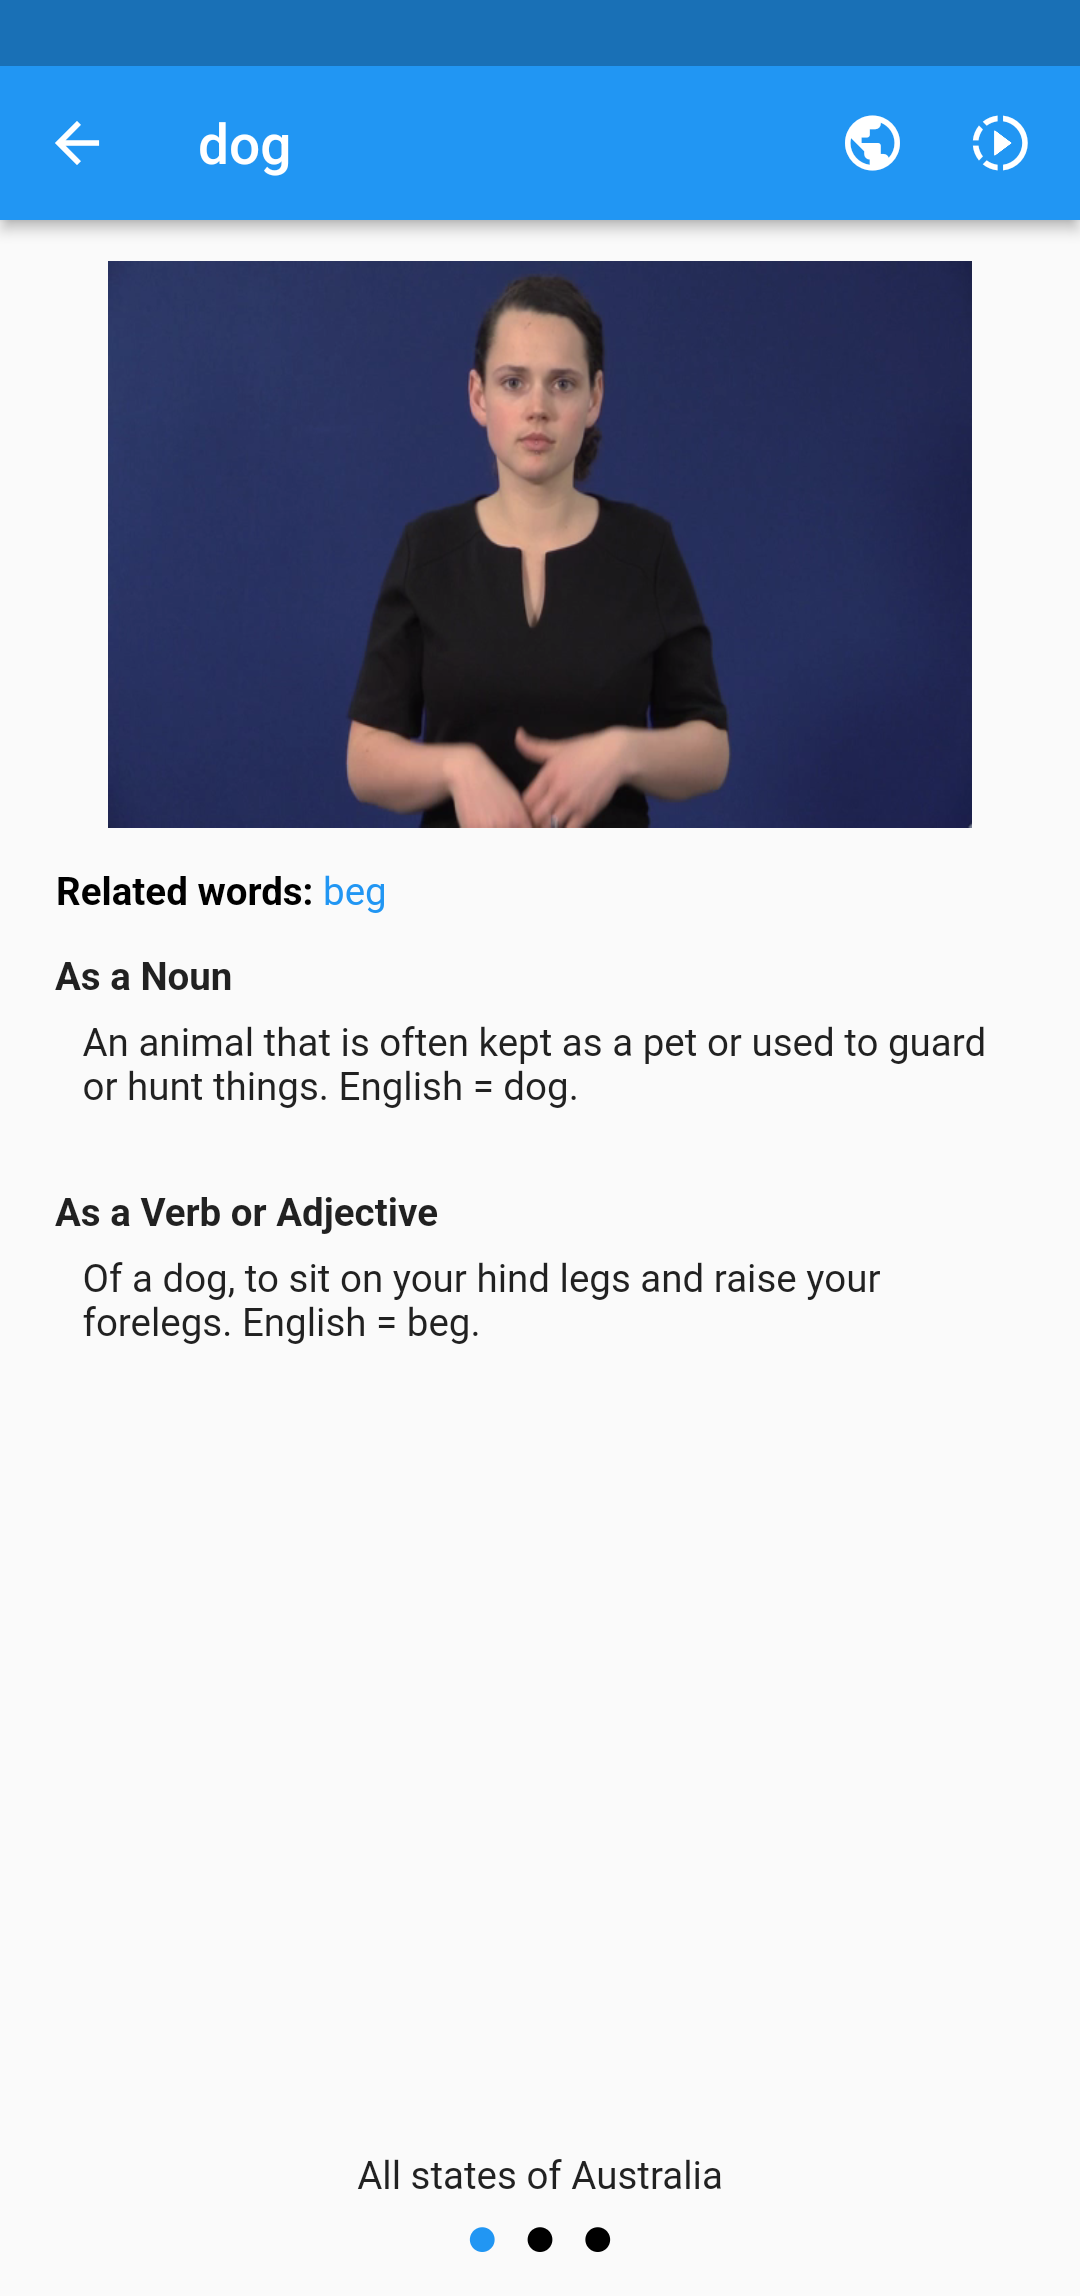 dog
Related words: beg
As a Noun
An animal that is often kept as a pet or used to guard
or hunt things. English = dog.
As a Verb or Adjective
Of a dog, to sit on your hind legs and raise your
forelegs. English = beg.
All states of Australia